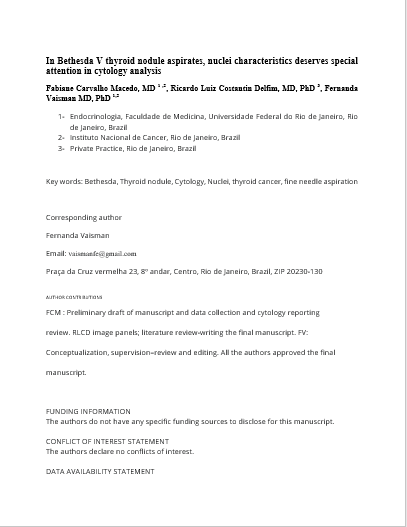 In Bethesda V thyroid nodule aspirates, nuclei characteristics deserves special
attention in cytology analysis
Fabiane Carvalho Macedo, MD 1,2, Ricardo Luiz Costantin Delfim, MD, PhD 3, Fernanda
Vaisman MD, PhD 1,2
1- Endocrinologia, Faculdade de Medicina, Universidade Federal do Rio de Janeiro, Rio
de Janeiro, Brazil
2- Instituto Nacional de Cancer, Rio de Janeiro, Brazil
3- Private Practice, Rio de Janeiro, Brazil
Key words: Bethesda, Thyroid nodule, Cytology, Nuclei, thyroid cancer, fine needle aspiration
Corresponding author
Fernanda Vaisman
Email: vaismanfe@gmail.com
Praça da Cruz vermelha 23, 8º andar, Centro, Rio de Janeiro, Brazil, ZIP 20230-130
AUTHOR CONTRIBUTIONS
FCM : Preliminary draft of manuscript and data collection and cytology reporting
review. RLCD image panels; literature review-writing the final manuscript. FV:
Conceptualization, supervision-review and editing. All the authors approved the final
manuscript.
FUNDING INFORMATION
The authors do not have any specific funding sources to disclose for this manuscript.
CONFLICT OF INTEREST STATEMENT
The authors declare no conflicts of interest.
DATA AVAILABILITY STATEMENT